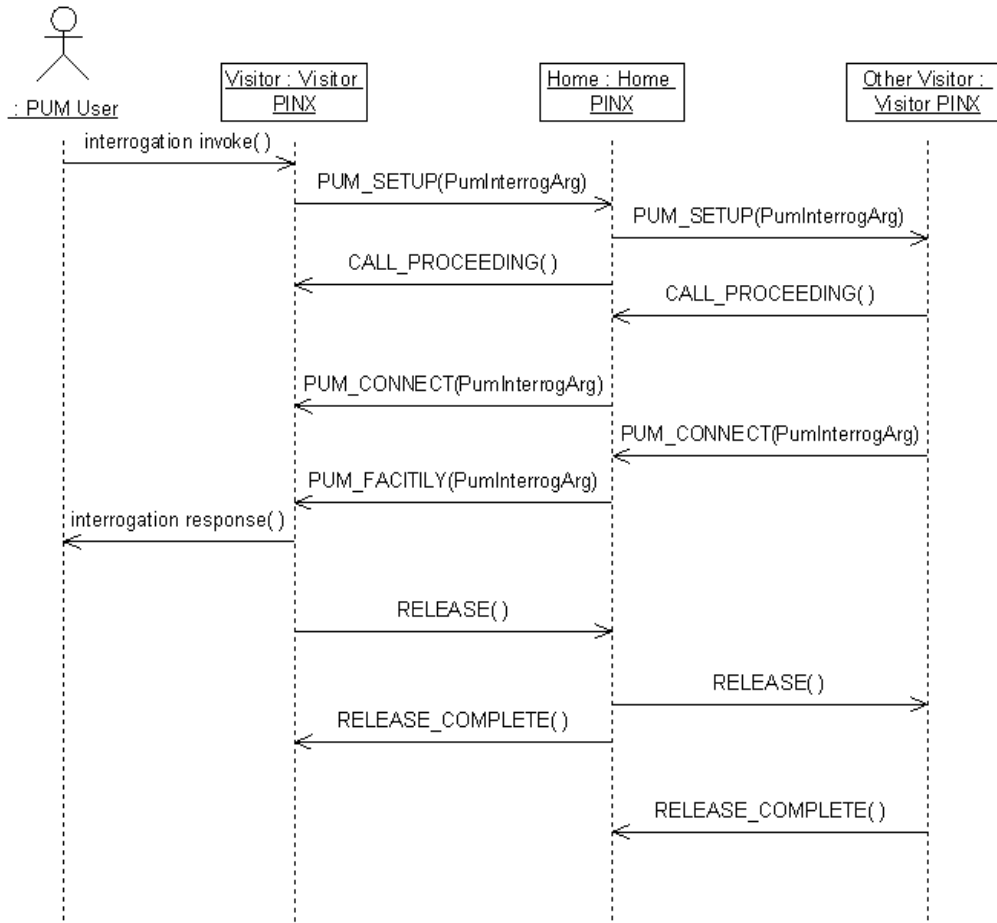 Visitor : Visitor
PINX
Home : Home
PINX
Other Visitor :
Visitor PINX
: PUM User
interrogation invoke()
PUM_SETUP(PumInterrogArg)
PUM_SETUP(PumInterrogArg)
CALL_PROCEEDING()
CALL_PROCEEDING()
PUM_CONNECT(PumInterrogArg)
PUM_CONNECT(PumInterrogArg)
PUM_FACITILY(PumInterrogArg)
interrogation response()
RELEASE()
RELEASE()
RELEASE_COMPLETE()
RELEASE_COMPLETE()